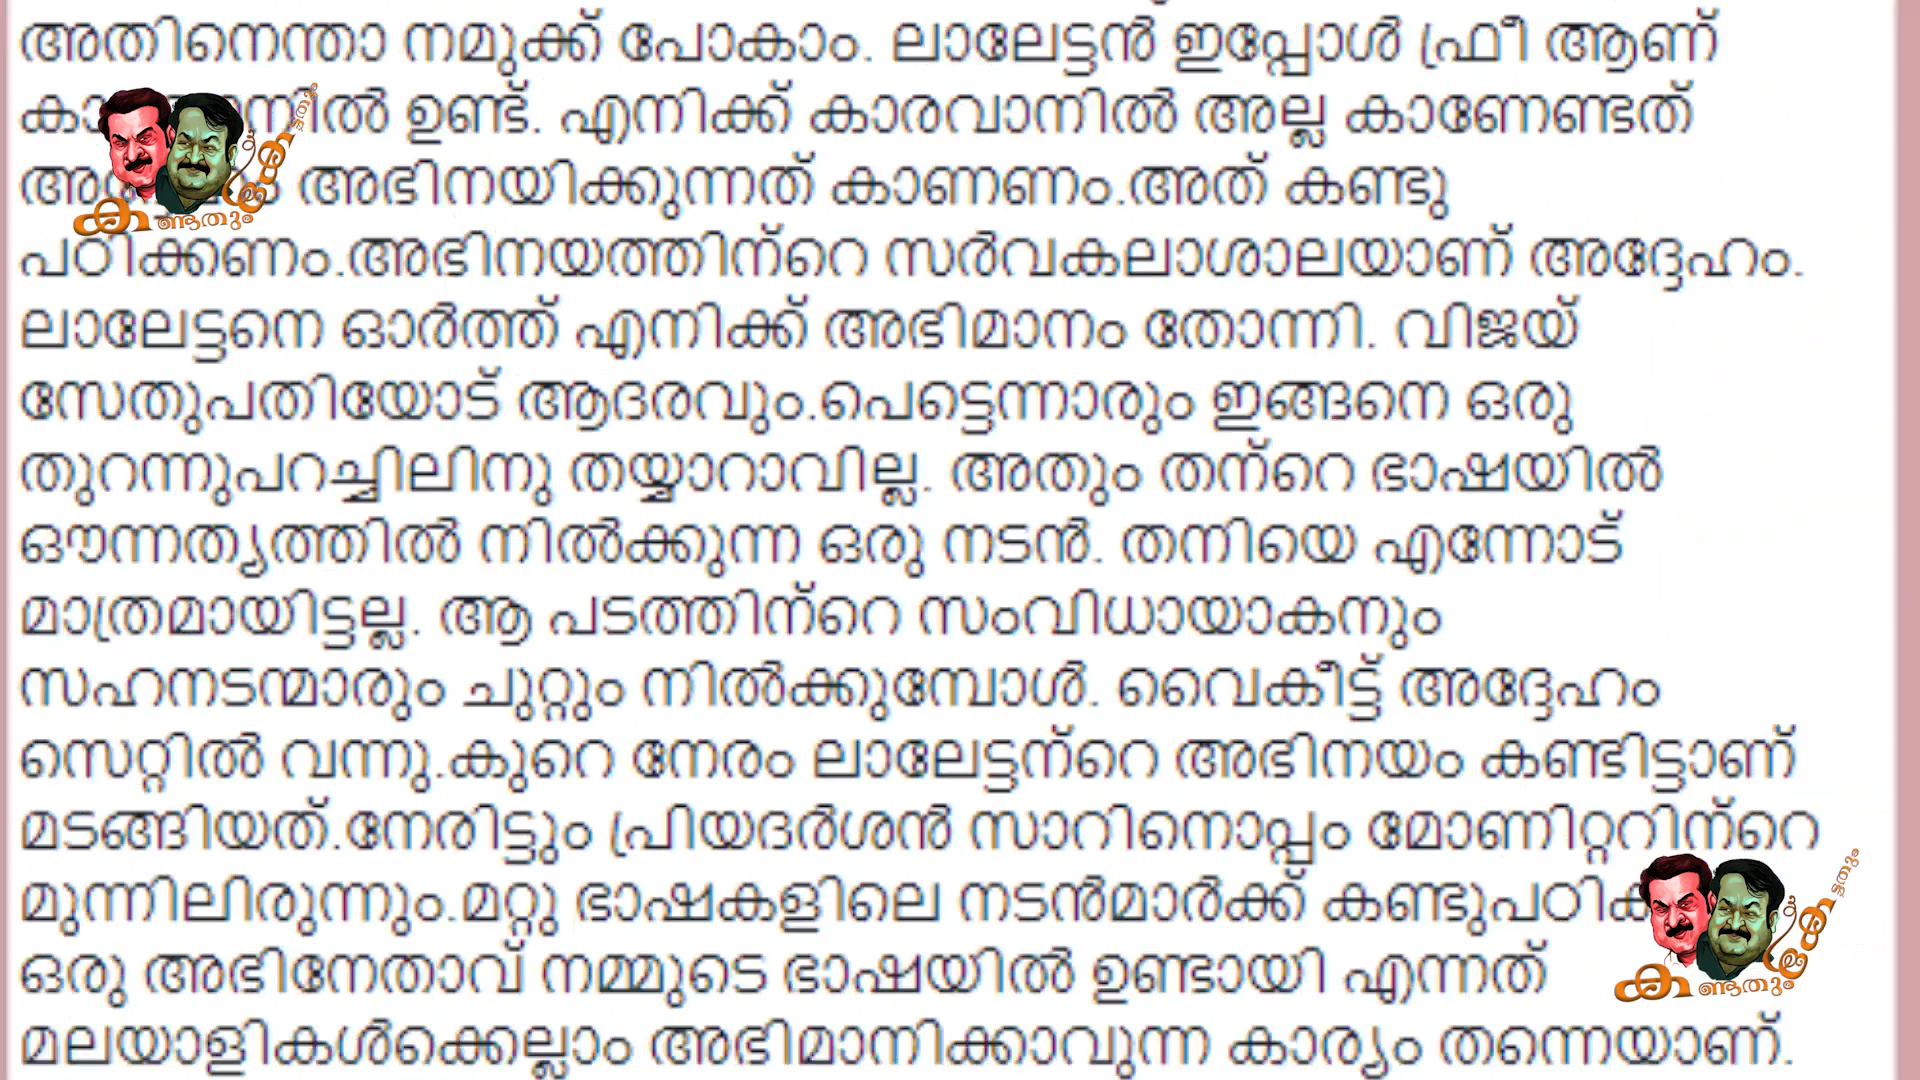 അതിനെന്താ നമുക്ക് പോകാം. ലാലേട്ടൻ ഇപ്പോൾ ഫ്രീ ആണ്
ഉണ്ട്. എനിക്ക് കാരവാനിൽ അല്ല കാണേണ്ടത്
അഭിനയിക്കുന്നത് കാണണം.അത് കണ്ടു
പഠിക്കണം.അഭിനയത്തിന്റെ സർവകലാശാലയാണ് അദ്ദേഹം.
ലാലേട്ടനെ ഓർത്ത് എനിക്ക് അഭിമാനം തോന്നി. വിജയ്
സേതുപതിയോട് ആദരവും.പെട്ടെന്നാരും ഇങ്ങനെ ഒരു
തുറന്നുപറച്ചിലിനു തയ്യാറാവില്ല. അതും തന്റെ ഭാഷയിൽ
ഔന്നത്യത്തിൽ നിൽക്കുന്ന ഒരു നടൻ. തനിയെ എന്നോട്
മാത്രമായിട്ടല്ല. ആ പടത്തിന്റെ സംവിധായാകനും
സഹനടന്മാരും ചുറ്റും നിൽക്കുമ്പോൾ. വൈകീട്ട് അദ്ദേഹം
സെറ്റിൽ വന്നു.കുറെ നേരം ലാലേട്ടന്റെ അഭിനയം കണ്ടിട്ടാണ്
മടങ്ങിയത്.നേരിട്ടും പ്രിയദർശൻ സാറിനൊപ്പം മോണിറ്ററിന്റെ
മുന്നിലിരുന്നും.മറ്റു ഭാഷകളിലെ നടൻമാർക്ക്
ഒരു അഭിനേതാവ് നമ്മുടെ ഭാഷയിൽ ഉണ്ടായി എന്നത്
മലയാളികൾക്കെല്ലാം അഭിമാനിക്കാവുന്ന കാര്യം തന്നെയാണ്.